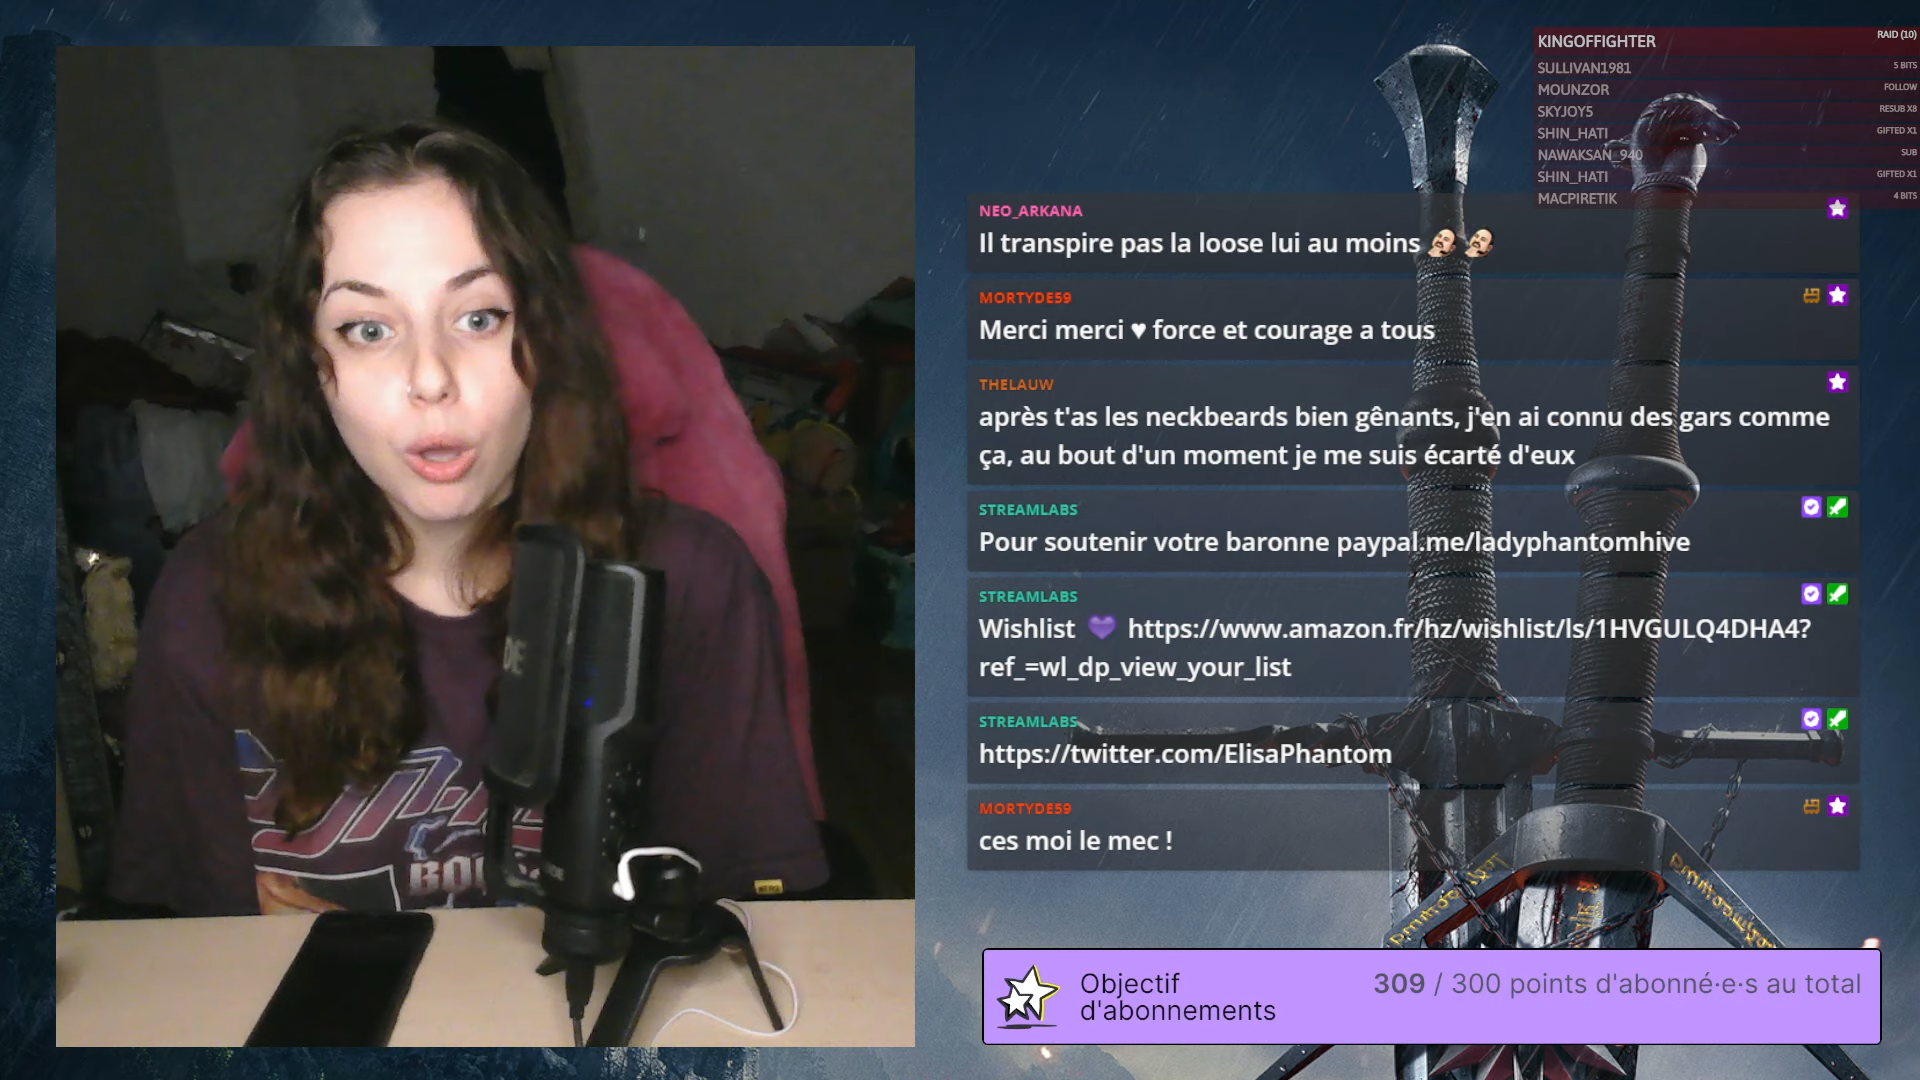 KINGOFFIGHTER RAID (10)
SULLIVAN1981 5 BITS
MOUNZOR FOLLOW
SKYJOY5 RESUB X8
SHIN_HATI GIFTED X1
NAWAKSAN_940 SUB
SHIN_HATI GIFTED X1
MACPIRETIK 4 BITS
NEO_ARKANA
Il transpire pas la loose lui au moins
MORTYDE59
Merci merci ♥ force et courage a tous
THELAUW
après t'as les neckbeards bien gênants, j'en ai connu des gars comme
ça, au bout d'un moment je me suis écarté d'eux
STREAMLABS
Pour soutenir votre baronne paypal.me/ladyphantomhive
STREAMLABS
Wishlist 💜 https://www.amazon.fr/hz/wishlist/ls/1HVGULQ4DHA4?
ref_=wl_dp_view_your_list
STREAMLABS
https://twitter.com/ElisaPhantom
MORTYDE59
ces moi le mec !
Objectif
d'abonnements
309 / 300 points d'abonné·e·s au total